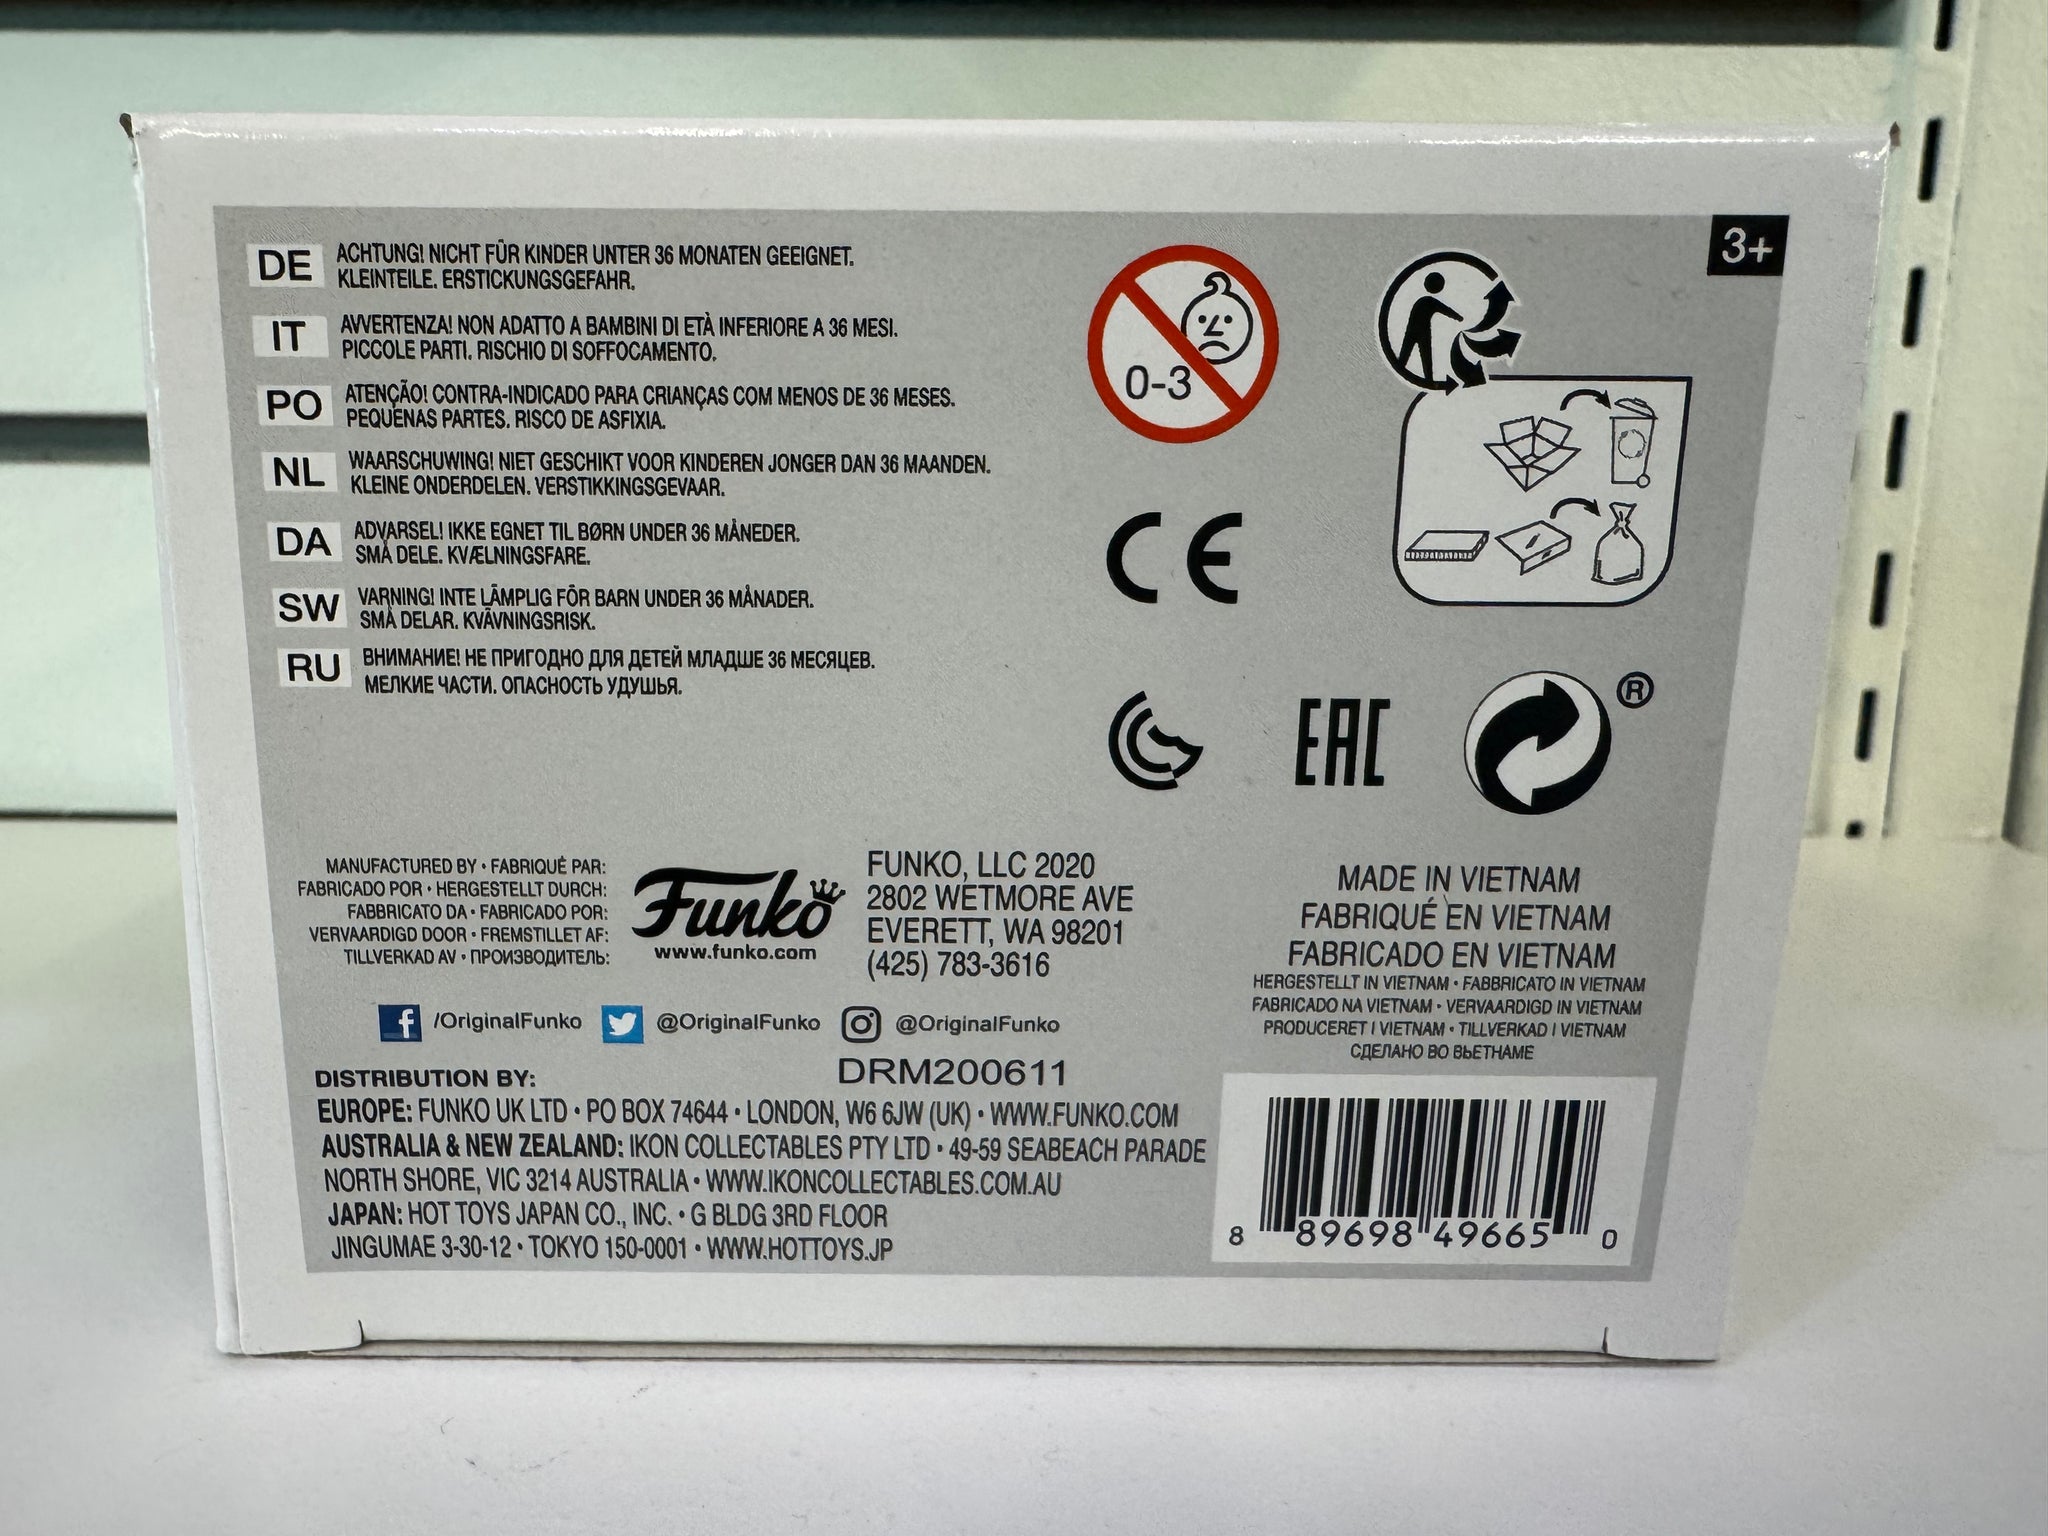 3+
DE
ACHTUNG! NICHT FÜR KINDER UNTER 36 MONATEN GEEIGNET.
KLEINTEILE. ERSTICKUNGSGEFAHR.
IT
AVVERTENZA! NON ADATTO A BAMBINI DI ETÀ INFERIORE A 36 MESI.
PICCOLE PARTI. RISCHIO DI SOFFOCAMENTO.
PO
ATENÇÃO! CONTRA-INDICADO PARA CRIANÇAS COM MENOS DE 36 MESES.
PEQUENAS PARTES. RISCO DE ASFIXIA.
NL
WAARSCHUWING! NIET GESCHIKT VOOR KINDEREN JONGER DAN 36 MAANDEN.
KLEINE ONDERDELEN. VERSTIKKINGSGEVAAR.
DA
ADVARSEL! IKKE EGNET TIL BØRN UNDER 36 MÅNEDER.
SMÅ DELE. KVÆLNINGSFARE.
SW
VARNING! INTE LÄMPLIG FÖR BARN UNDER 36 MÅNADER.
SMÅ DELAR. KVÄVNINGSRISK.
RU
ВНИМАНИЕ! НЕ ПРИГОДНО ДЛЯ ДЕТЕЙ МЛАДШЕ 36 МЕСЯЦЕВ.
МЕЛКИЕ ЧАСТИ. ОПАСНОСТЬ УДУШЬЯ.
0-3
CE
EAC
®
MANUFACTURED BY • FABRIQUÉ PAR:
FABRICADO POR • HERGESTELLT DURCH:
FABBRICATO DA • FABRICADO POR:
VERVAARDIGD DOOR • FREMSTILLET AF:
TILLVERKAD AV • ПРОИЗВОДИТЕЛЬ:
Funko
www.funko.com
FUNKO, LLC 2020
2802 WETMORE AVE
EVERETT, WA 98201
(425) 783-3616
/OriginalFunko @OriginalFunko @OriginalFunko
DRM200611
DISTRIBUTION BY:
EUROPE: FUNKO UK LTD • PO BOX 74644 • LONDON, W6 6JW (UK) • WWW.FUNKO.COM
AUSTRALIA & NEW ZEALAND: IKON COLLECTABLES PTY LTD • 49-59 SEABEACH PARADE
NORTH SHORE, VIC 3214 AUSTRALIA • WWW.IKONCOLLECTABLES.COM.AU
JAPAN: HOT TOYS JAPAN CO., INC. • G BLDG 3RD FLOOR
JINGUMAE 3-30-12 • TOKYO 150-0001 • WWW.HOTTOYS.JP
MADE IN VIETNAM
FABRIQUÉ EN VIETNAM
FABRICADO EN VIETNAM
HERGESTELLT IN VIETNAM • FABBRICATO IN VIETNAM
FABRICADO NA VIETNAM • VERVAARDIGD IN VIETNAM
PRODUCERET I VIETNAM • TILLVERKAD I VIETNAM
СДЕЛАНО ВО ВЬЕТНАМЕ
8 89698 49665 0